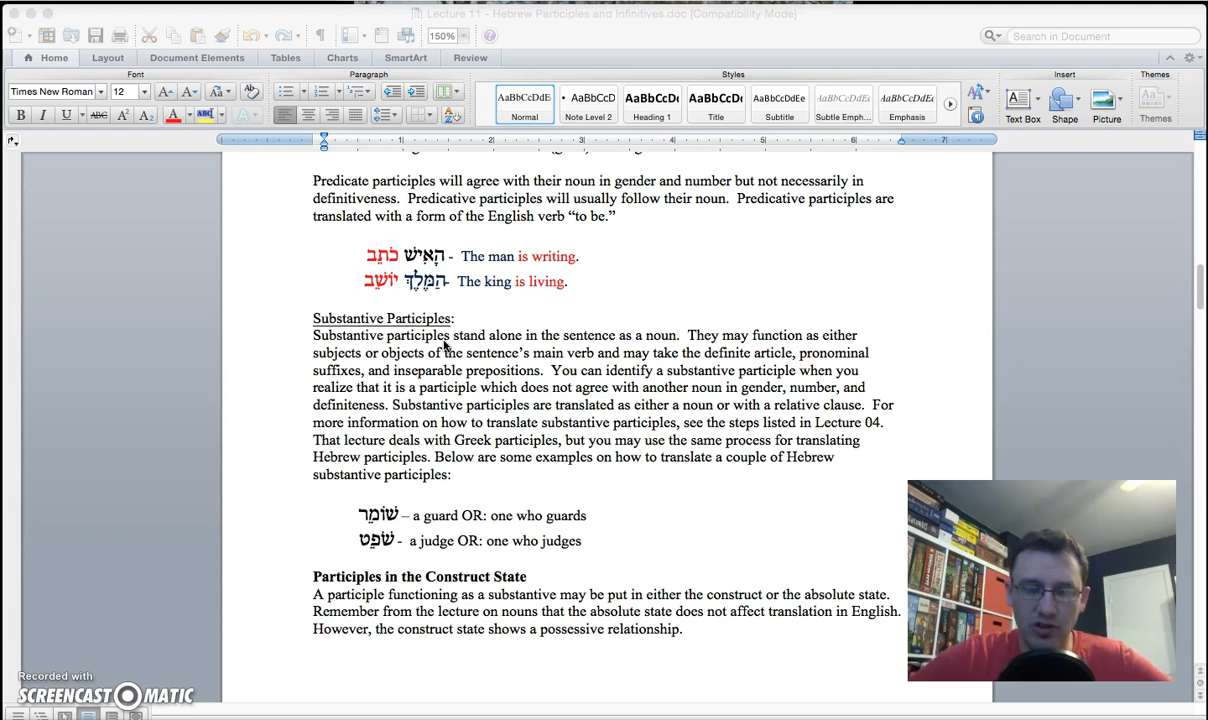 Lecture 11 - Hebrew Participles and Infinitives.doc [Compatibility Mode]
150%
Search in Document
Home Layout Document Elements Tables Charts SmartArt Review
Font Paragraph Styles Insert Themes
Times New Roman 12
AaBbCcDdE AaBbCcD AaBbCcDc AaBbCcDc AaBbCcDdEe AaBbCcDdEe AaBbCcDdEe
Normal Note Level 2 Heading 1 Title Subtitle Subtle Emph... Emphasis
Text Box Shape Picture Themes
1 2 3 4 5 6 7
Predicate participles will agree with their noun in gender and number but not necessarily in
definitiveness. Predicative participles will usually follow their noun. Predicative participles are
translated with a form of the English verb “to be.”
הָאִישׁ כֹּתֵב - The man is writing.
הַמֶּלֶךְ יוֹשֵׁב- The king is living.
Substantive Participles:
Substantive participles stand alone in the sentence as a noun. They may function as either
subjects or objects of the sentence’s main verb and may take the definite article, pronominal
suffixes, and inseparable prepositions. You can identify a substantive participle when you
realize that it is a participle which does not agree with another noun in gender, number, and
definiteness. Substantive participles are translated as either a noun or with a relative clause. For
more information on how to translate substantive participles, see the steps listed in Lecture 04.
That lecture deals with Greek participles, but you may use the same process for translating
Hebrew participles. Below are some examples on how to translate a couple of Hebrew
substantive participles:
שׁוֹמֵר – a guard OR: one who guards
שֹׁפֵט - a judge OR: one who judges
Participles in the Construct State
A participle functioning as a substantive may be put in either the construct or the absolute state.
Remember from the lecture on nouns that the absolute state does not affect translation in English.
However, the construct state shows a possessive relationship.
Recorded with
SCREENCAST-O-MATIC